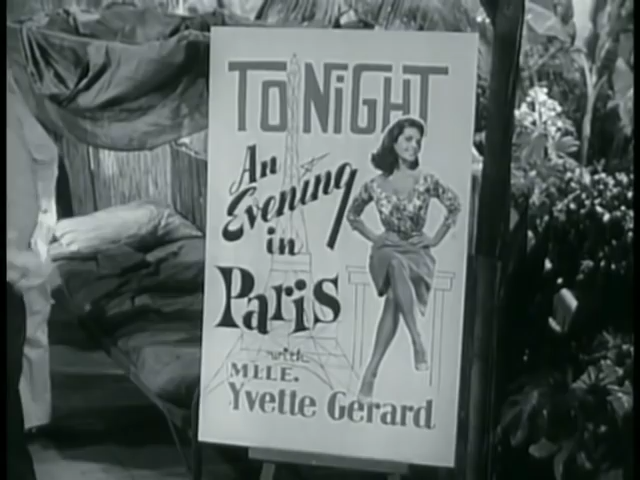 TONiGHT
An
Evening
in
Paris
with
MLLE.
Yvette Gerard